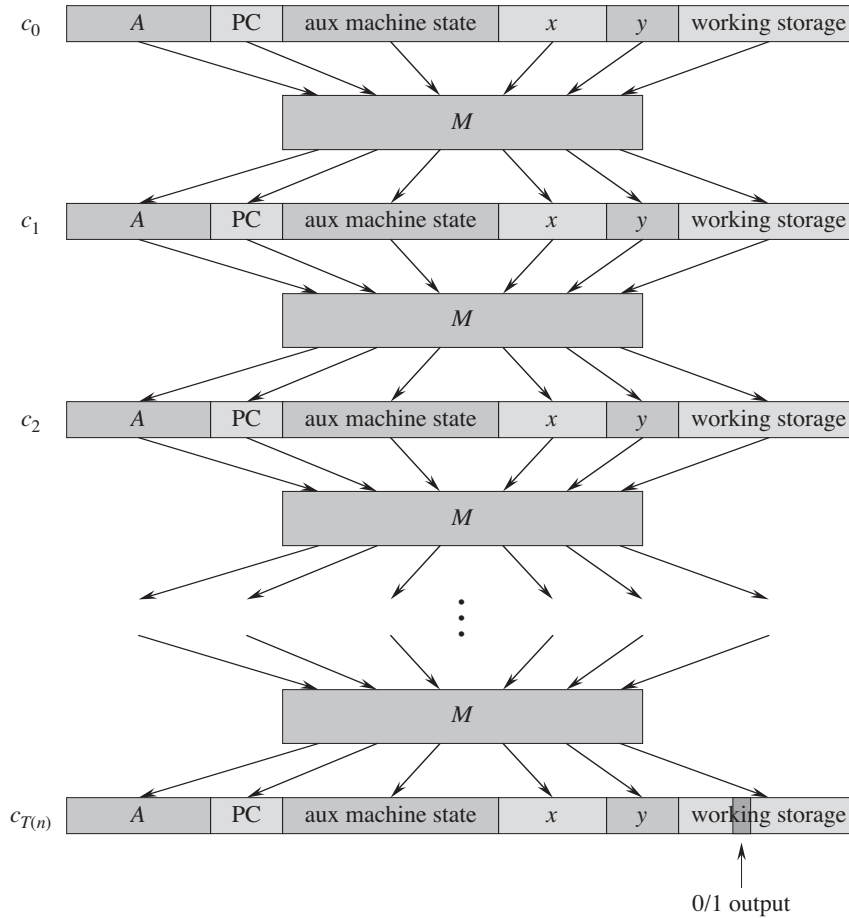 c₀ A PC aux machine state x y working storage
M
c₁ A PC aux machine state x y working storage
M
c₂ A PC aux machine state x y working storage
M
M
c_T(n) A PC aux machine state x y working storage
0/1 output